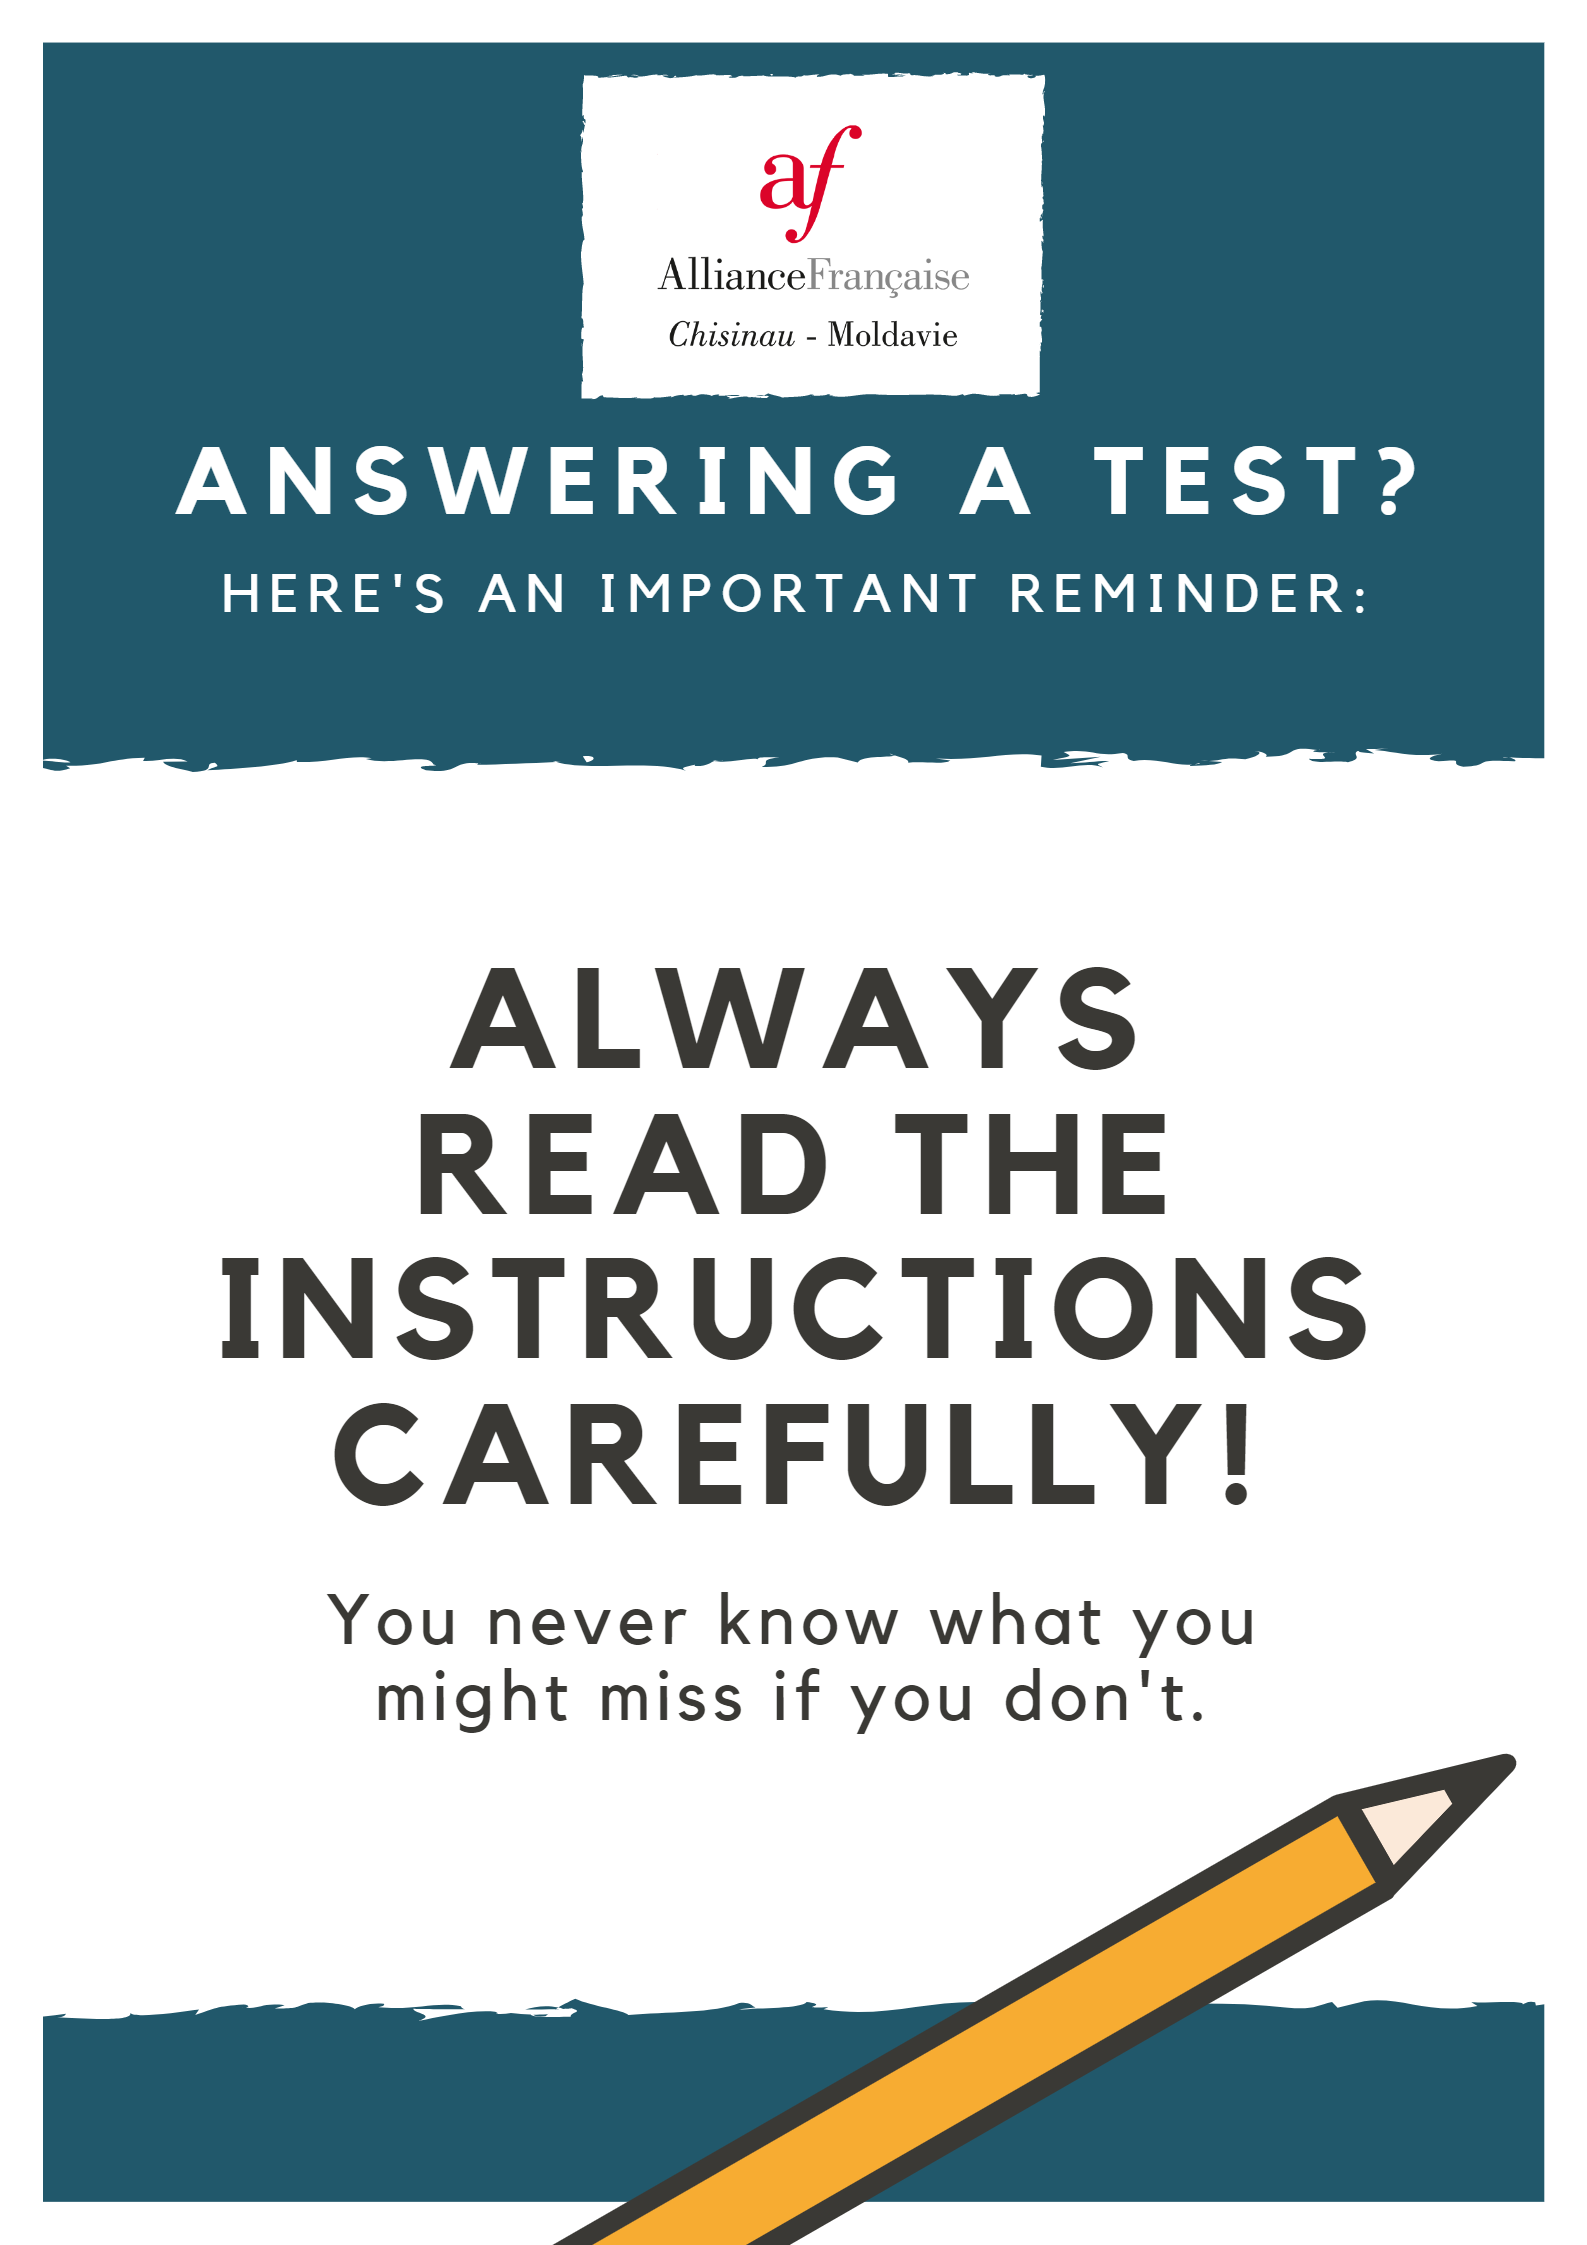 af
AllianceFrançaise
Chisinau - Moldavie
ANSWERING A TEST?
HERE'S AN IMPORTANT REMINDER:
ALWAYS
READ THE
INSTRUCTIONS
CAREFULLY!
You never know what you
might miss if you don't.